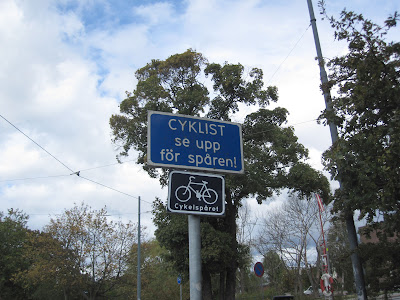 CYKLIST
se upp
för spåren!
Cykelspåret